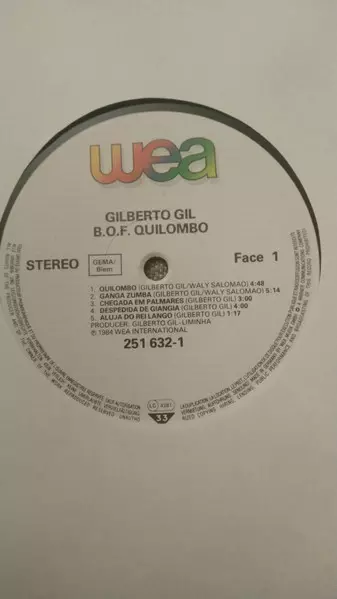 wea
GILBERTO GIL
B.O.F. QUILOMBO
STEREO
GEMA/
Biem
Face 1
1. QUILOMBO (GILBERTO GIL/WALY SALOMAO) 4:48
2. GANGA ZUMBA (GILBERTO GIL/WALY SALOMAO) 5:14
3. CHEGADA EM PALMARES (GILBERTO GIL) 3:00
4. DESPEDIDA DE GIANGIA (GILBERTO GIL) 4:00
5. ALUJA DO REI LANGO (GILBERTO GIL) 1:17
PRODUCER: GILBERTO GIL-LIMINHA
℗ 1984 WEA INTERNATIONAL
251 632-1
33